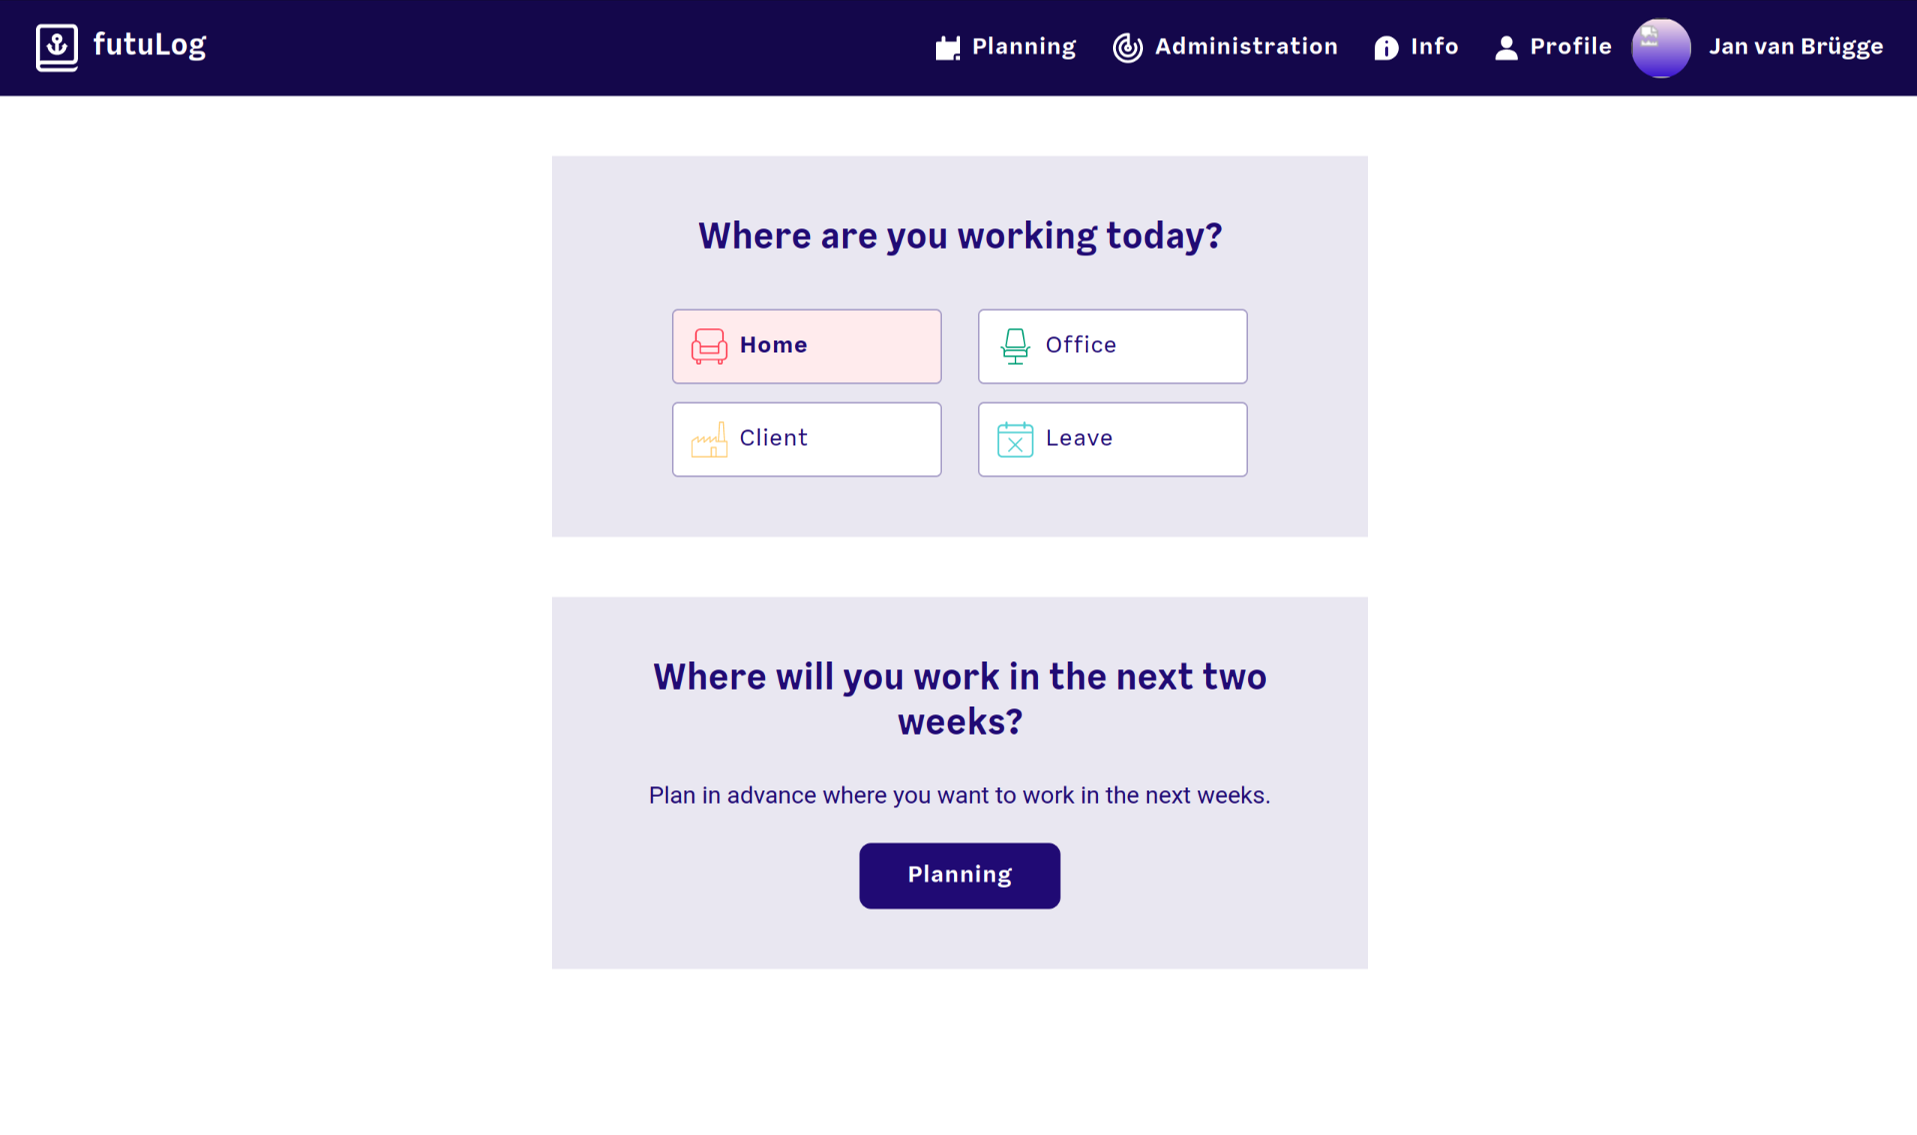 futuLog
Planning
Administration
Info
Profile
Jan van Brügge
Where are you working today?
Home
Office
Client
Leave
Where will you work in the next two
weeks?
Plan in advance where you want to work in the next weeks.
Planning